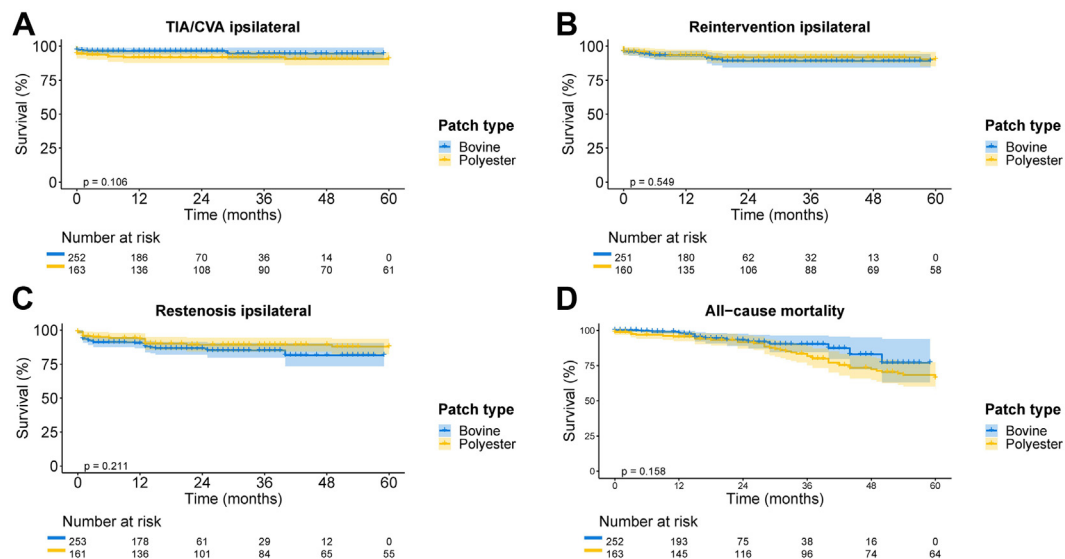 A
TIA/CVA ipsilateral
Survival (%)
100
75
50
25
0
p = 0.106
0 12 24 36 48 60
Time (months)
Patch type
Bovine
Polyester
Number at risk
252 186 70 36 14 0
163 136 108 90 70 61
B
Reintervention ipsilateral
Survival (%)
100
75
50
25
0
p = 0.549
0 12 24 36 48 60
Time (months)
Patch type
Bovine
Polyester
Number at risk
251 180 62 32 13 0
160 135 106 88 69 58
C
Restenosis ipsilateral
Survival (%)
100
75
50
25
0
p = 0.211
0 12 24 36 48 60
Time (months)
Patch type
Bovine
Polyester
Number at risk
253 178 61 29 12 0
161 136 101 84 65 55
D
All−cause mortality
Survival (%)
100
75
50
25
0
p = 0.158
0 12 24 36 48 60
Time (months)
Patch type
Bovine
Polyester
Number at risk
252 193 75 38 16 0
163 145 116 96 74 64